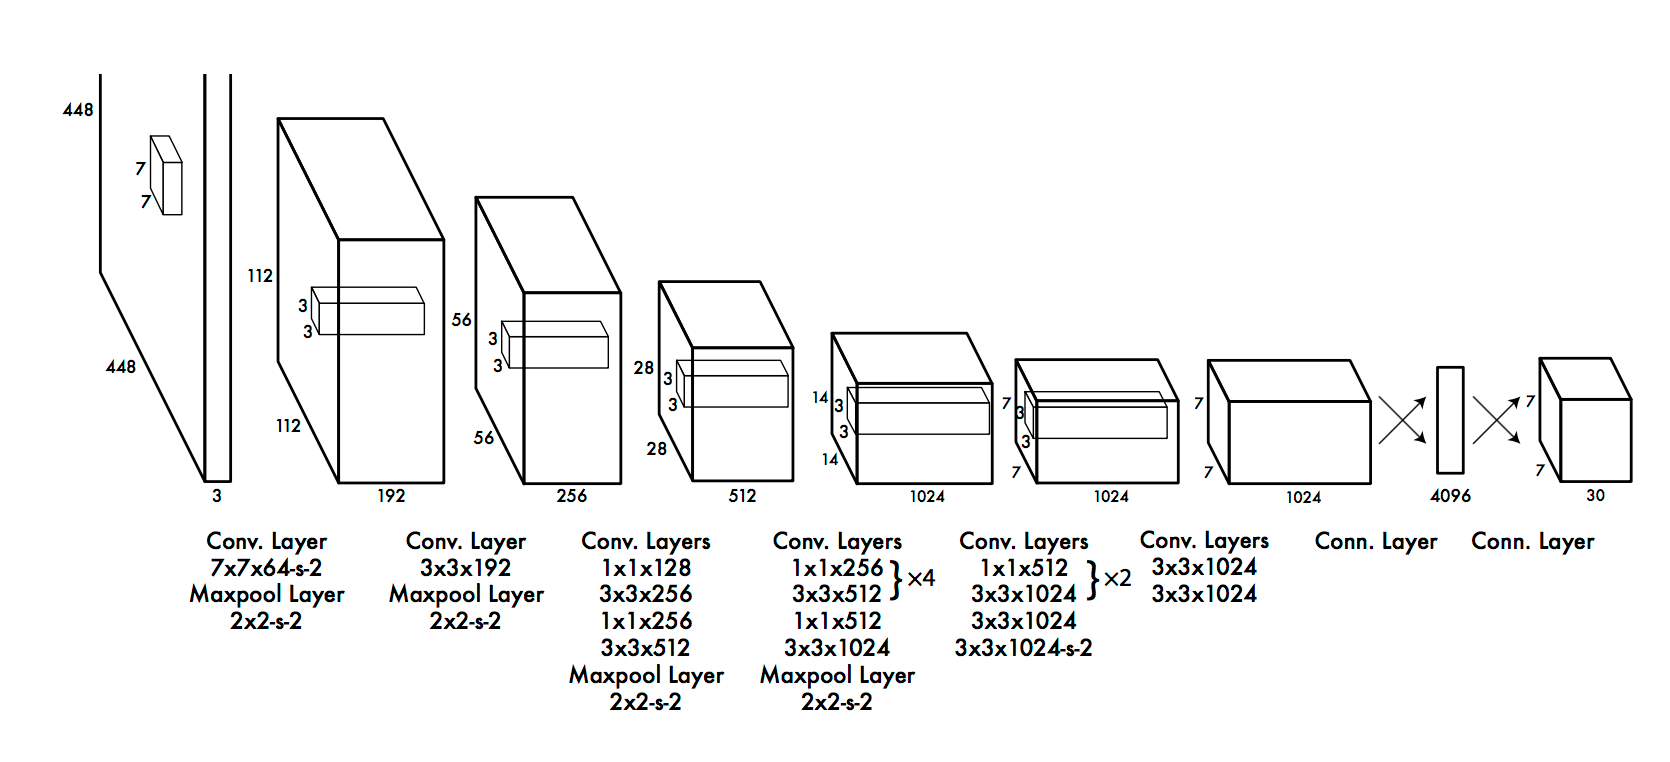 448
7
7
448
3
112
3
3
112
192
56
3
3
56
256
28
3
3
28
512
14
3
3
14
1024
7
3
3
7
1024
7
7
1024
4096
7
7
30
Conv. Layer
7x7x64-s-2
Maxpool Layer
2x2-s-2
Conv. Layer
3x3x192
Maxpool Layer
2x2-s-2
Conv. Layers
1x1x128
3x3x256
1x1x256
3x3x512
Maxpool Layer
2x2-s-2
Conv. Layers
1x1x256
3x3x512
}×4
1x1x512
3x3x1024
Maxpool Layer
2x2-s-2
Conv. Layers
1x1x512
3x3x1024
}×2
3x3x1024
3x3x1024-s-2
Conv. Layers
3x3x1024
3x3x1024
Conn. Layer
Conn. Layer